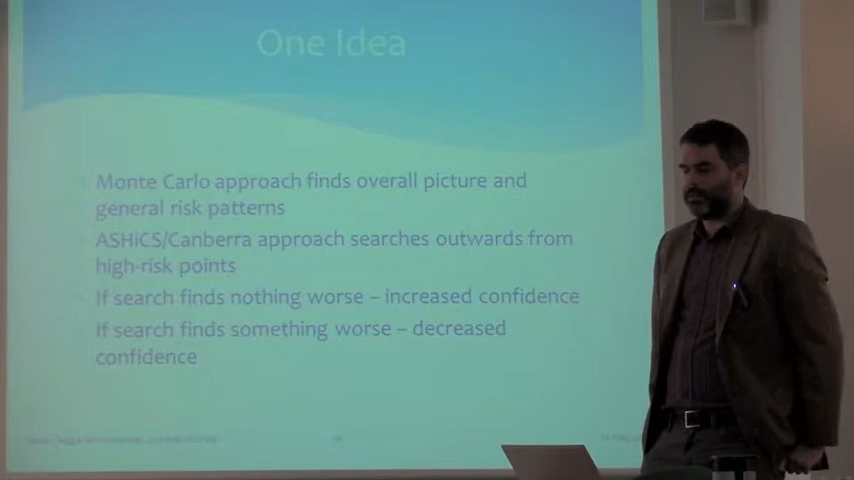 One Idea
Monte Carlo approach finds overall picture and
general risk patterns
ASHiCS/Canberra approach searches outwards from
high-risk points
If search finds nothing worse – increased confidence
If search finds something worse – decreased
confidence